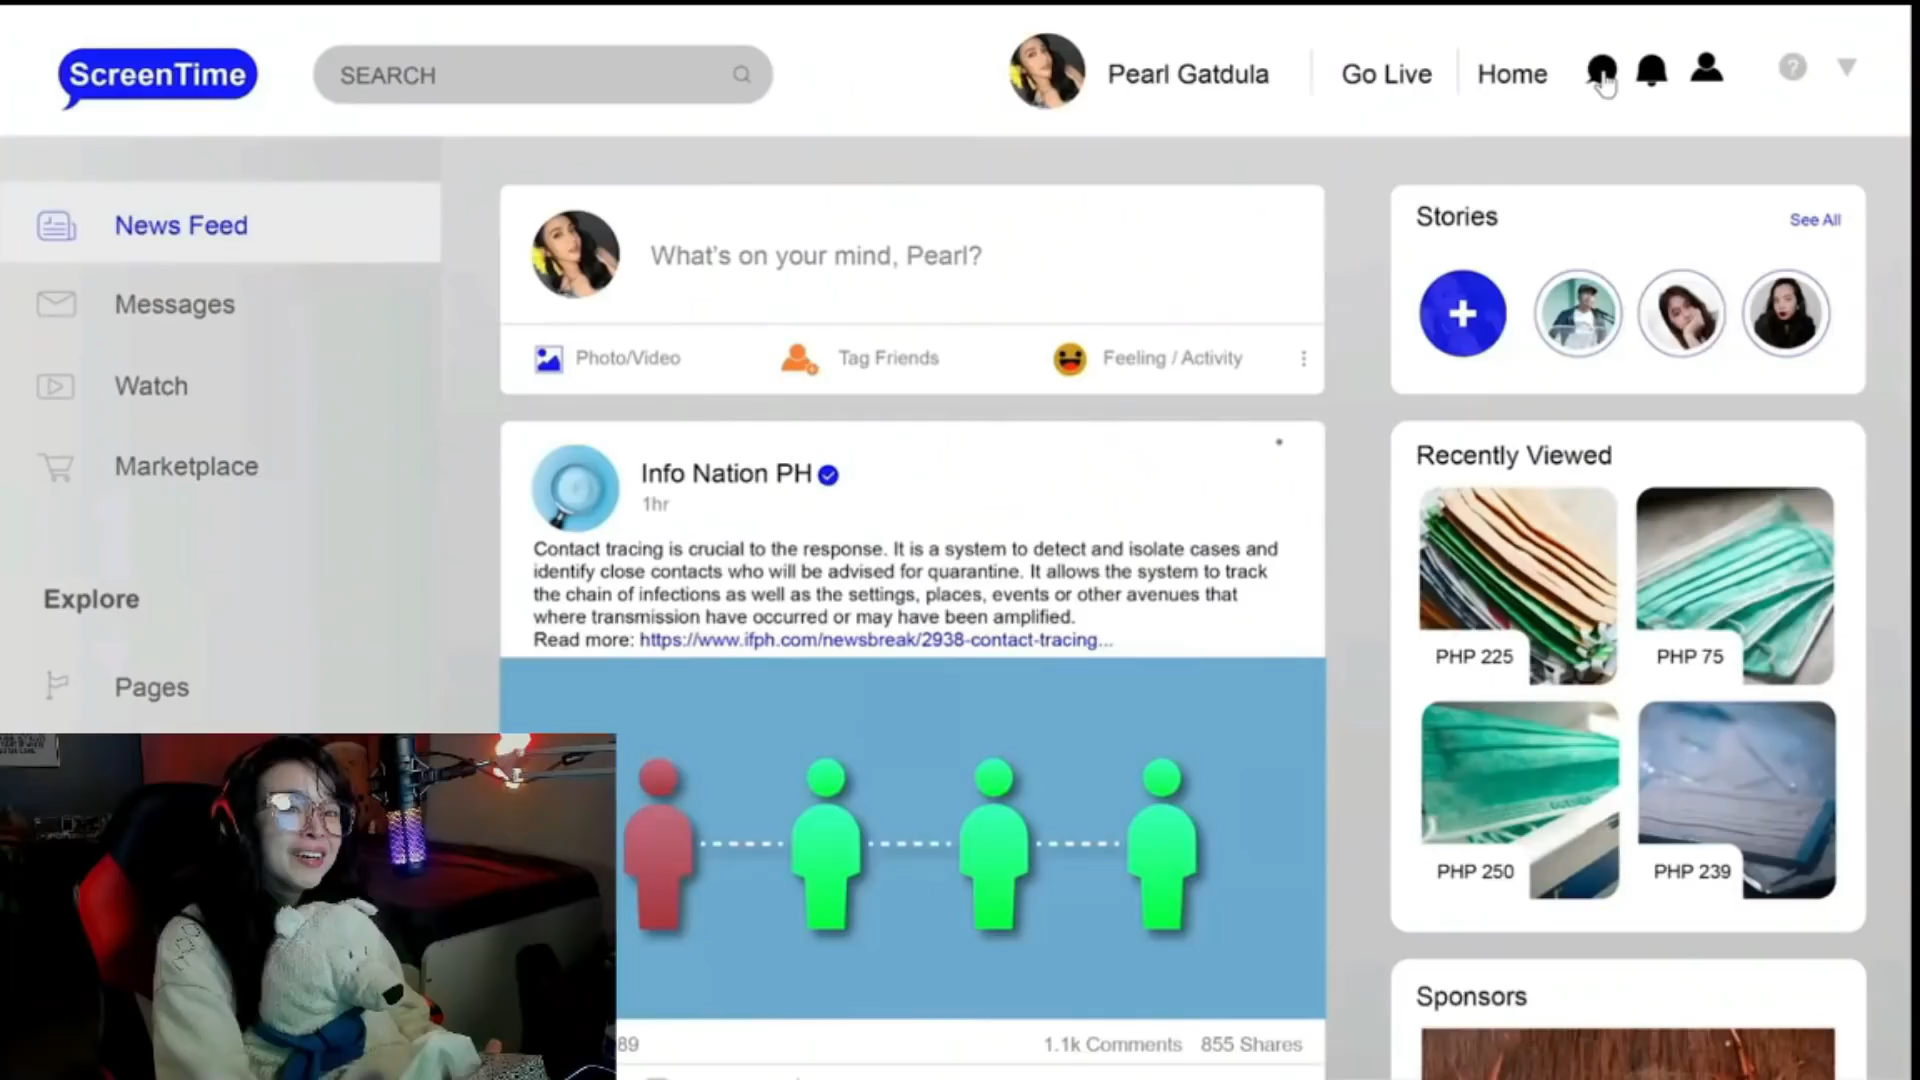 ScreenTime
SEARCH
Pearl Gatdula
Go Live
Home
?
News Feed
Messages
Watch
Marketplace
Explore
Pages
What's on your mind, Pearl?
Photo/Video
Tag Friends
Feeling / Activity
Info Nation PH
1hr
Contact tracing is crucial to the response. It is a system to detect and isolate cases and
identify close contacts who will be advised for quarantine. It allows the system to track
the chain of infections as well as the settings, places, events or other avenues that
where transmission have occurred or may have been amplified.
Read more: https://www.ifph.com/newsbreak/2938-contact-tracing...
89
1.1k Comments
855 Shares
Stories
See All
Recently Viewed
PHP 225
PHP 75
PHP 250
PHP 239
Sponsors